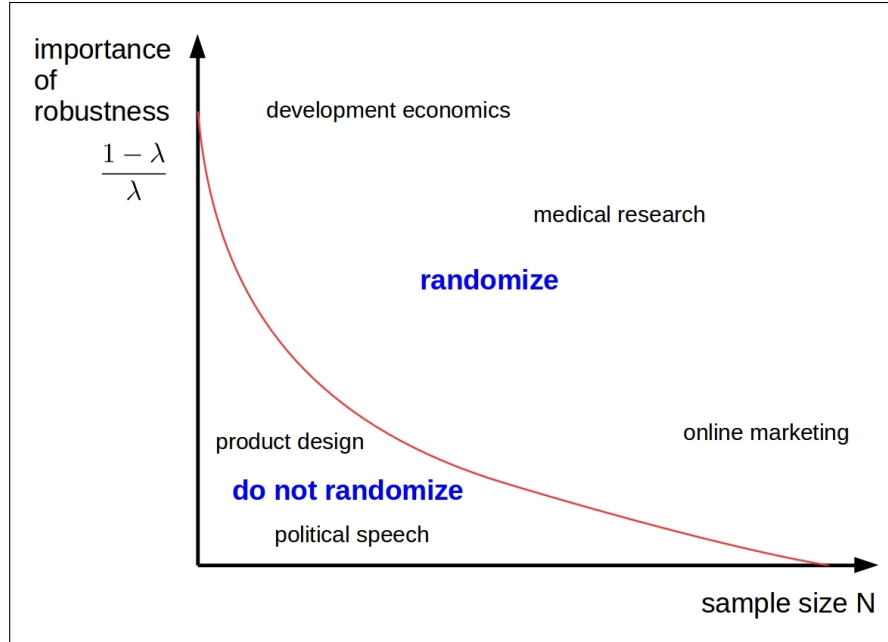 importance
of
robustness
1 − λ
λ
development economics
medical research
randomize
online marketing
product design
do not randomize
political speech
sample size N